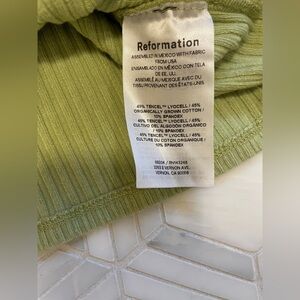 Reformation
ASSEMBLED IN MEXICO WITH FABRIC
FROM USA
ENSAMBLADO EN MÉXICO CON TELA
DE EE. UU.
ASSEMBLÉ AU MEXIQUE AVEC DU
TISSU PROVENANT DES ÉTATS-UNIS
45% TENCEL™ LYOCELL / 45%
ORGANICALLY GROWN COTTON /
10% SPANDEX
45% TENCEL™ LYOCELL / 45%
CULTIVO DEL ALGODÓN ORGÁNICO
10% SPANDEX
45% TENCEL™ LYOCELL / 45%
CULTURE DU COTON ORGANIQUE
/ 10% SPANDEX
VERNON AVE.
VERNON, CA 90058